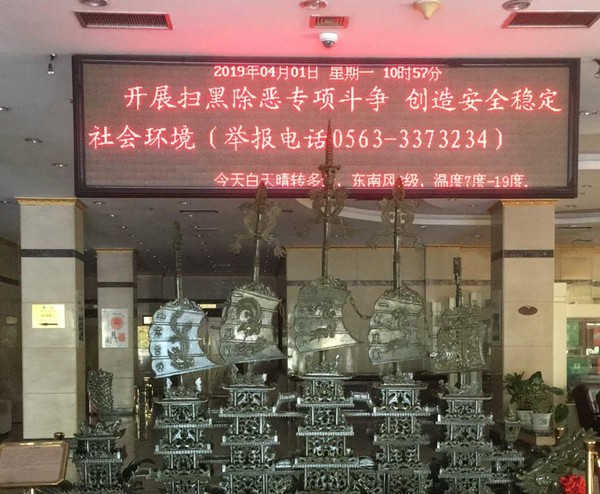 2019年04月01日 星期一 10时57分
开展扫黑除恶专项斗争 创造安全稳定
社会环境（举报电话0563-3373234）
今天白天晴转多 东南风 级，温度7度-19度.